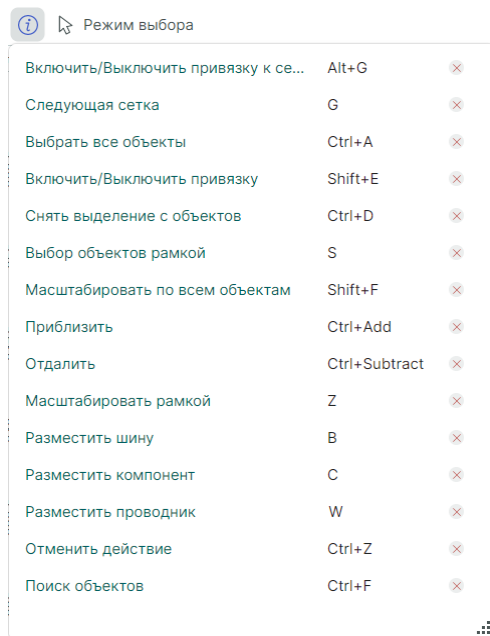 Режим выбора
Включить/Выключить привязку к се... Alt+G
Следующая сетка G
Выбрать все объекты Ctrl+A
Включить/Выключить привязку Shift+E
Снять выделение с объектов Ctrl+D
Выбор объектов рамкой S
Масштабировать по всем объектам Shift+F
Приблизить Ctrl+Add
Отдалить Ctrl+Subtract
Масштабировать рамкой Z
Разместить шину B
Разместить компонент C
Разместить проводник W
Отменить действие Ctrl+Z
Поиск объектов Ctrl+F